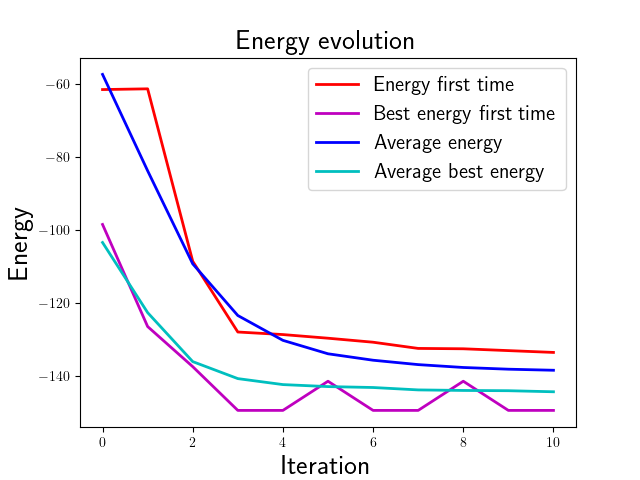 Energy evolution
Energy first time
Best energy first time
Average energy
Average best energy
Energy
−60
−80
−100
−120
−140
0 2 4 6 8 10
Iteration